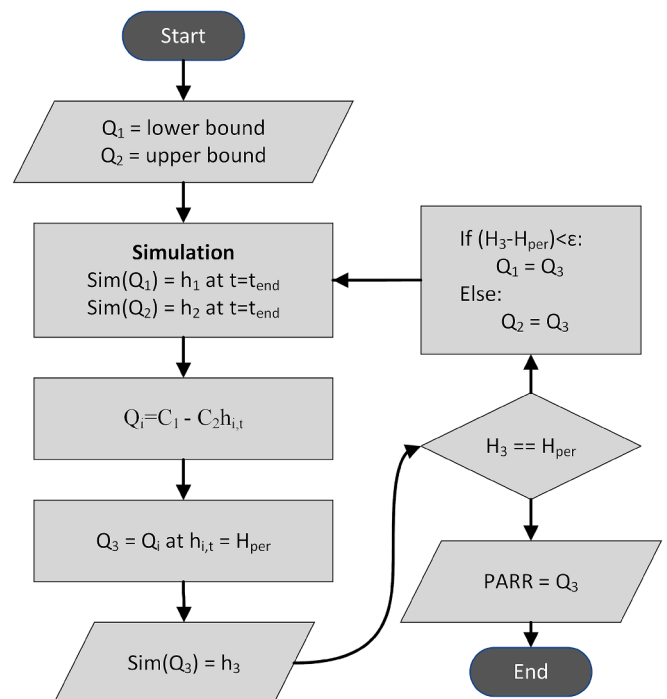 Start
Q₁ = lower bound
Q₂ = upper bound
Simulation
Sim(Q₁) = h₁ at t=tₑₙd
Sim(Q₂) = h₂ at t=tₑₙd
Qᵢ=C₁ - C₂hᵢ,ₜ
Q₃ = Qᵢ at hᵢ,ₜ = Hₚₑᵣ
Sim(Q₃) = h₃
If (H₃-Hₚₑᵣ)<ε:
Q₁ = Q₃
Else:
Q₂ = Q₃
H₃ == Hₚₑᵣ
PARR = Q₃
End